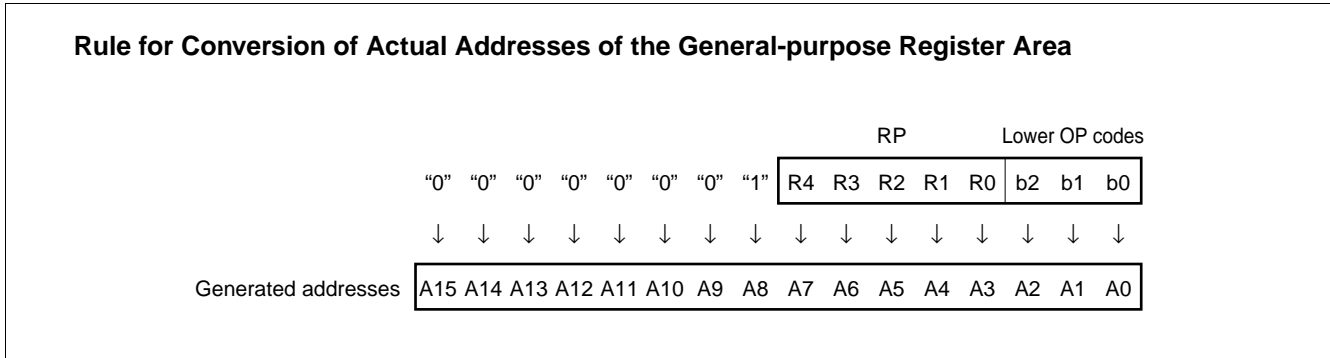 Rule for Conversion of Actual Addresses of the General-purpose Register Area
RP Lower OP codes
“0” “0” “0” “0” “0” “0” “0” “1” R4 R3 R2 R1 R0 b2 b1 b0
↓ ↓ ↓ ↓ ↓ ↓ ↓ ↓ ↓ ↓ ↓ ↓ ↓ ↓ ↓ ↓
Generated addresses A15 A14 A13 A12 A11 A10 A9 A8 A7 A6 A5 A4 A3 A2 A1 A0